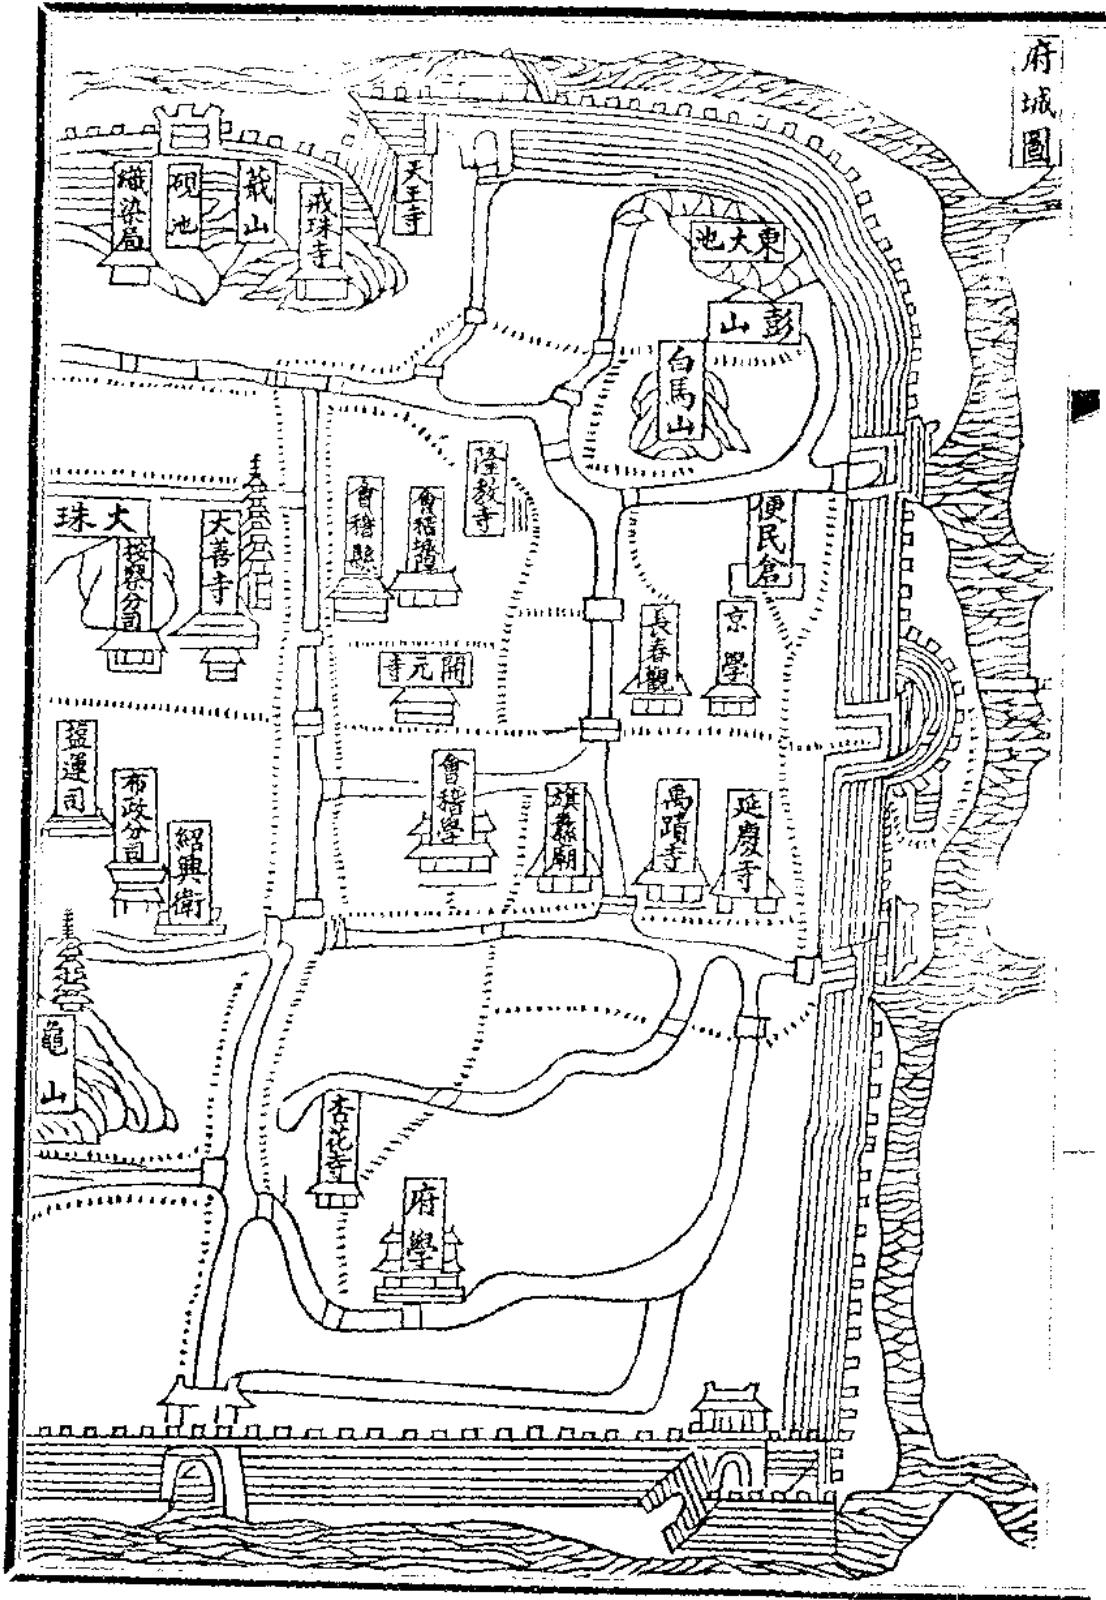 府城圖
天王寺
戒珠寺
蕺山
硯池
織染局
東大池
彭山
白馬山
隆教寺
會稽縣
大善寺
火珠
按察分司
便民倉
京學
長春觀
開元寺
鹽運司
布政分司
紹興衛
會稽學
旗纛廟
禹蹟寺
延慶寺
龜山
杏花寺
府學